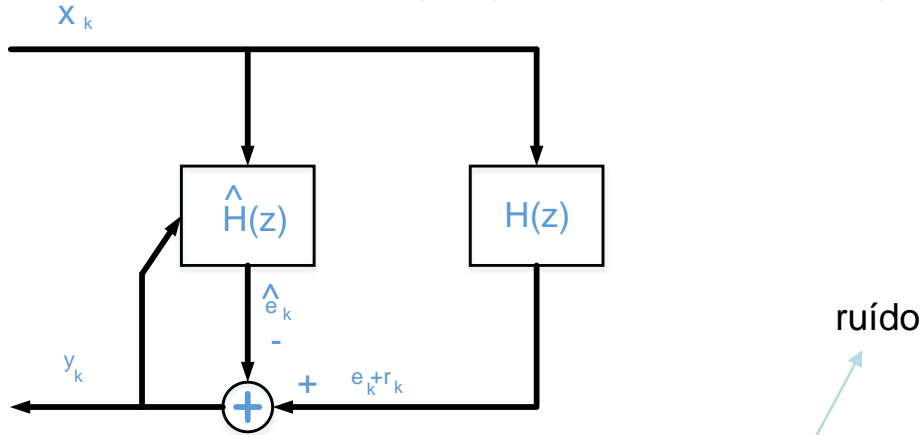 x k
Ĥ(z) H(z)
ê k
-
ruído
y k
+ e k +r k
+